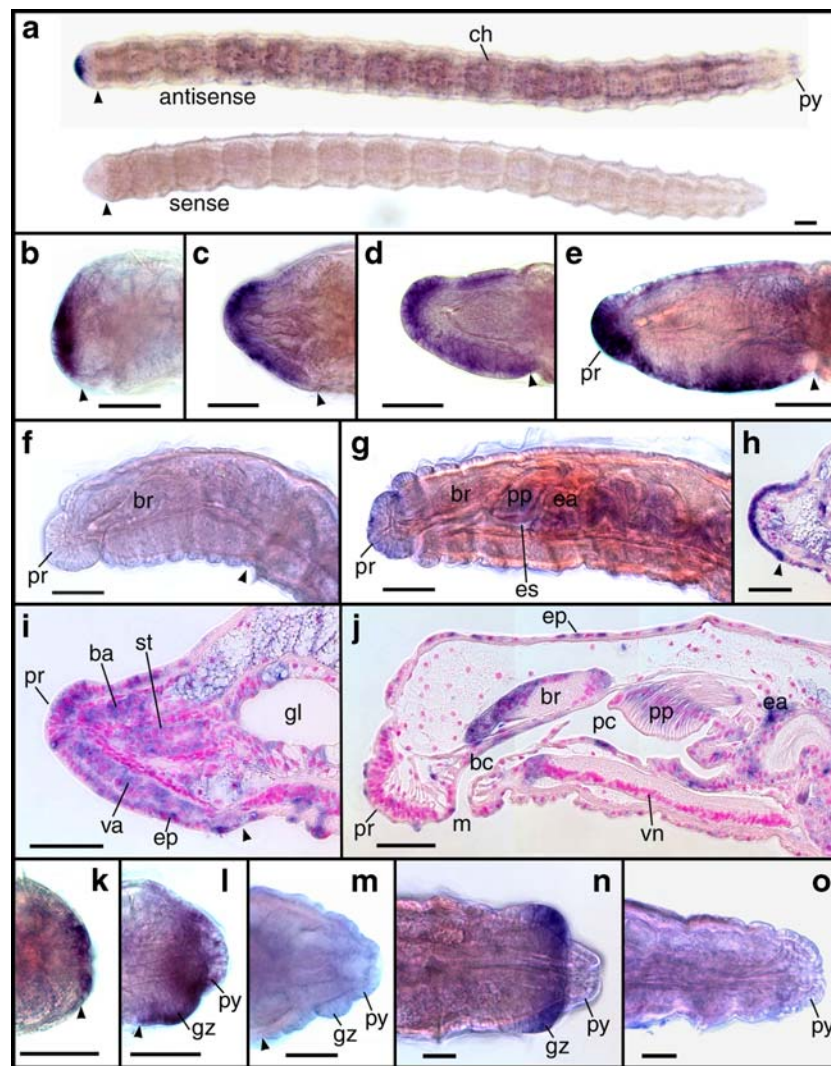 a
ch
antisense
py
sense
b
c
d
e
pr
f
g
h
br
br
pp
ea
pr
pr
es
i
j
ep
ba
st
pr
br
ea
gl
pc
pp
bc
va
vn
ep
pr
m
k
l
m
n
o
py
py
py
py
gz
gz
gz